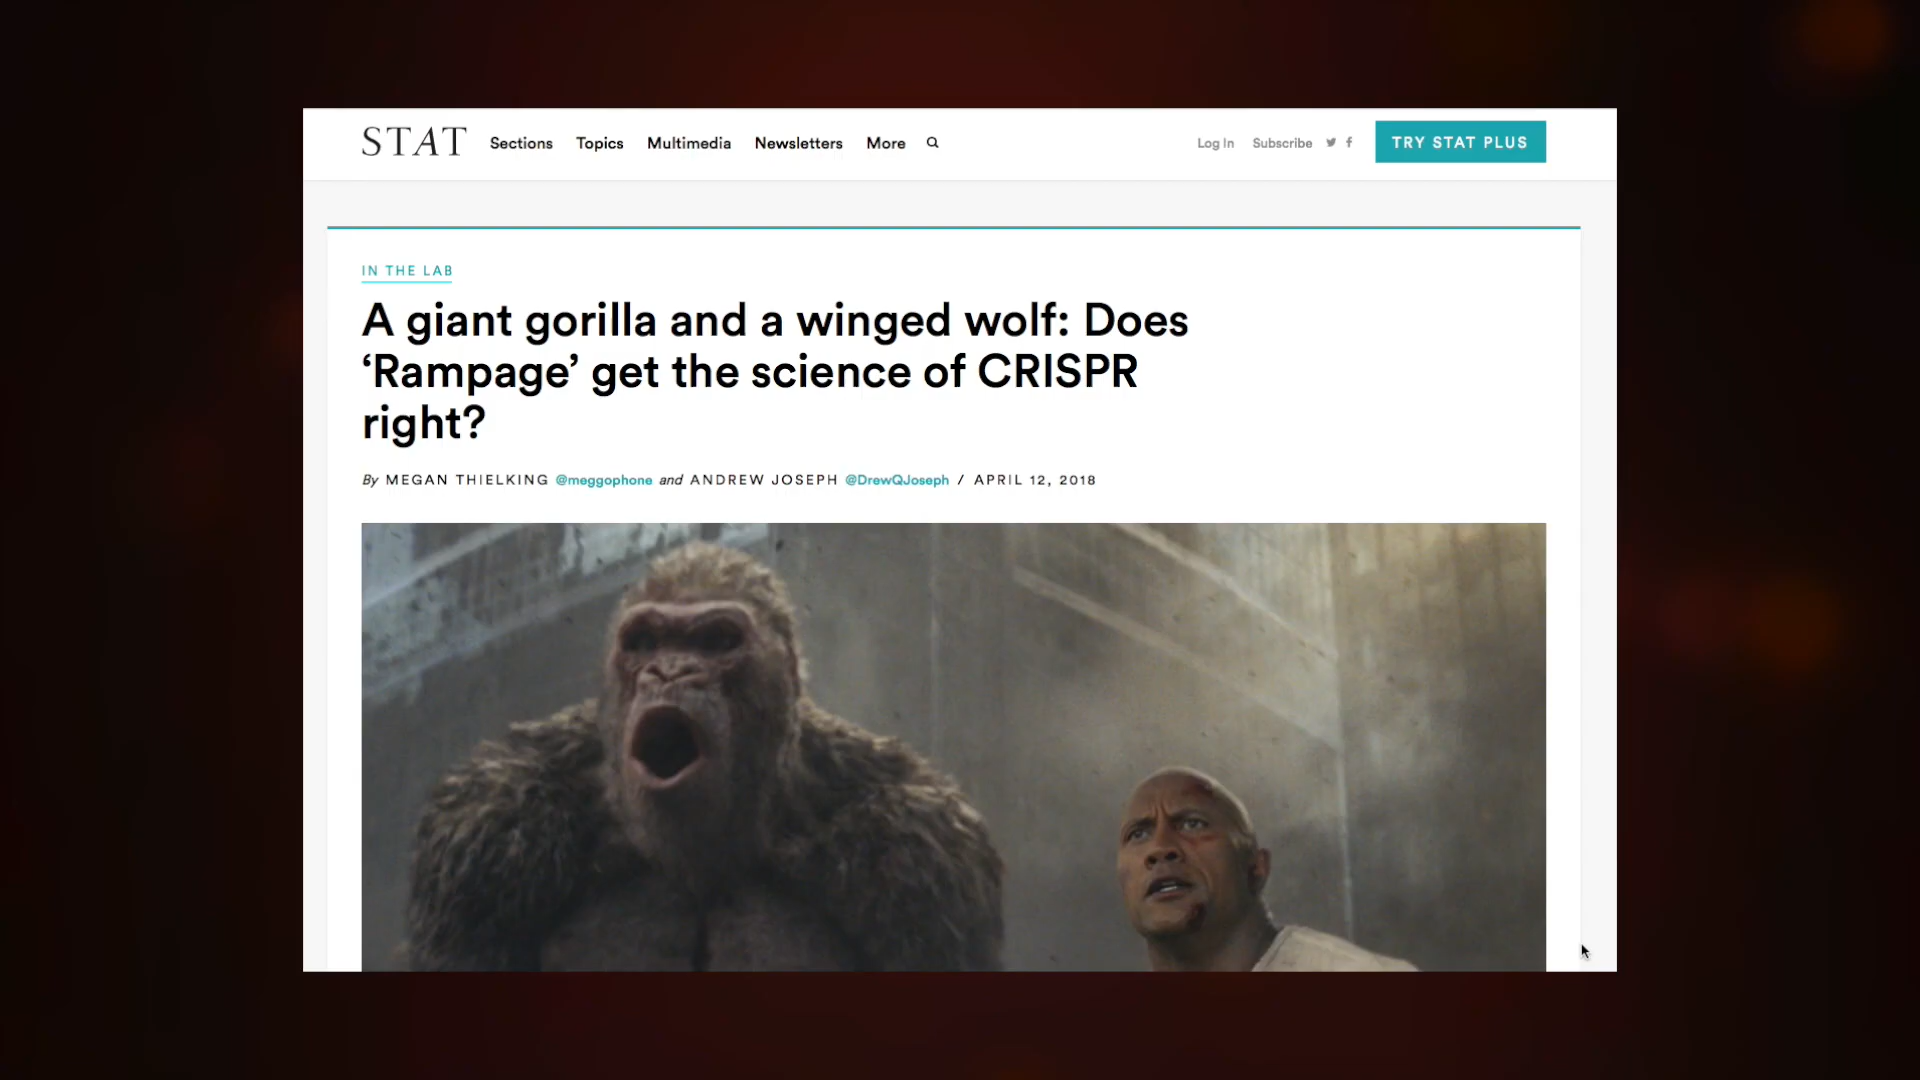 STAT Sections Topics Multimedia Newsletters More Log In Subscribe TRY STAT PLUS
IN THE LAB
A giant gorilla and a winged wolf: Does
‘Rampage’ get the science of CRISPR
right?
By MEGAN THIELKING @meggophone and ANDREW JOSEPH @DrewQJoseph / APRIL 12, 2018